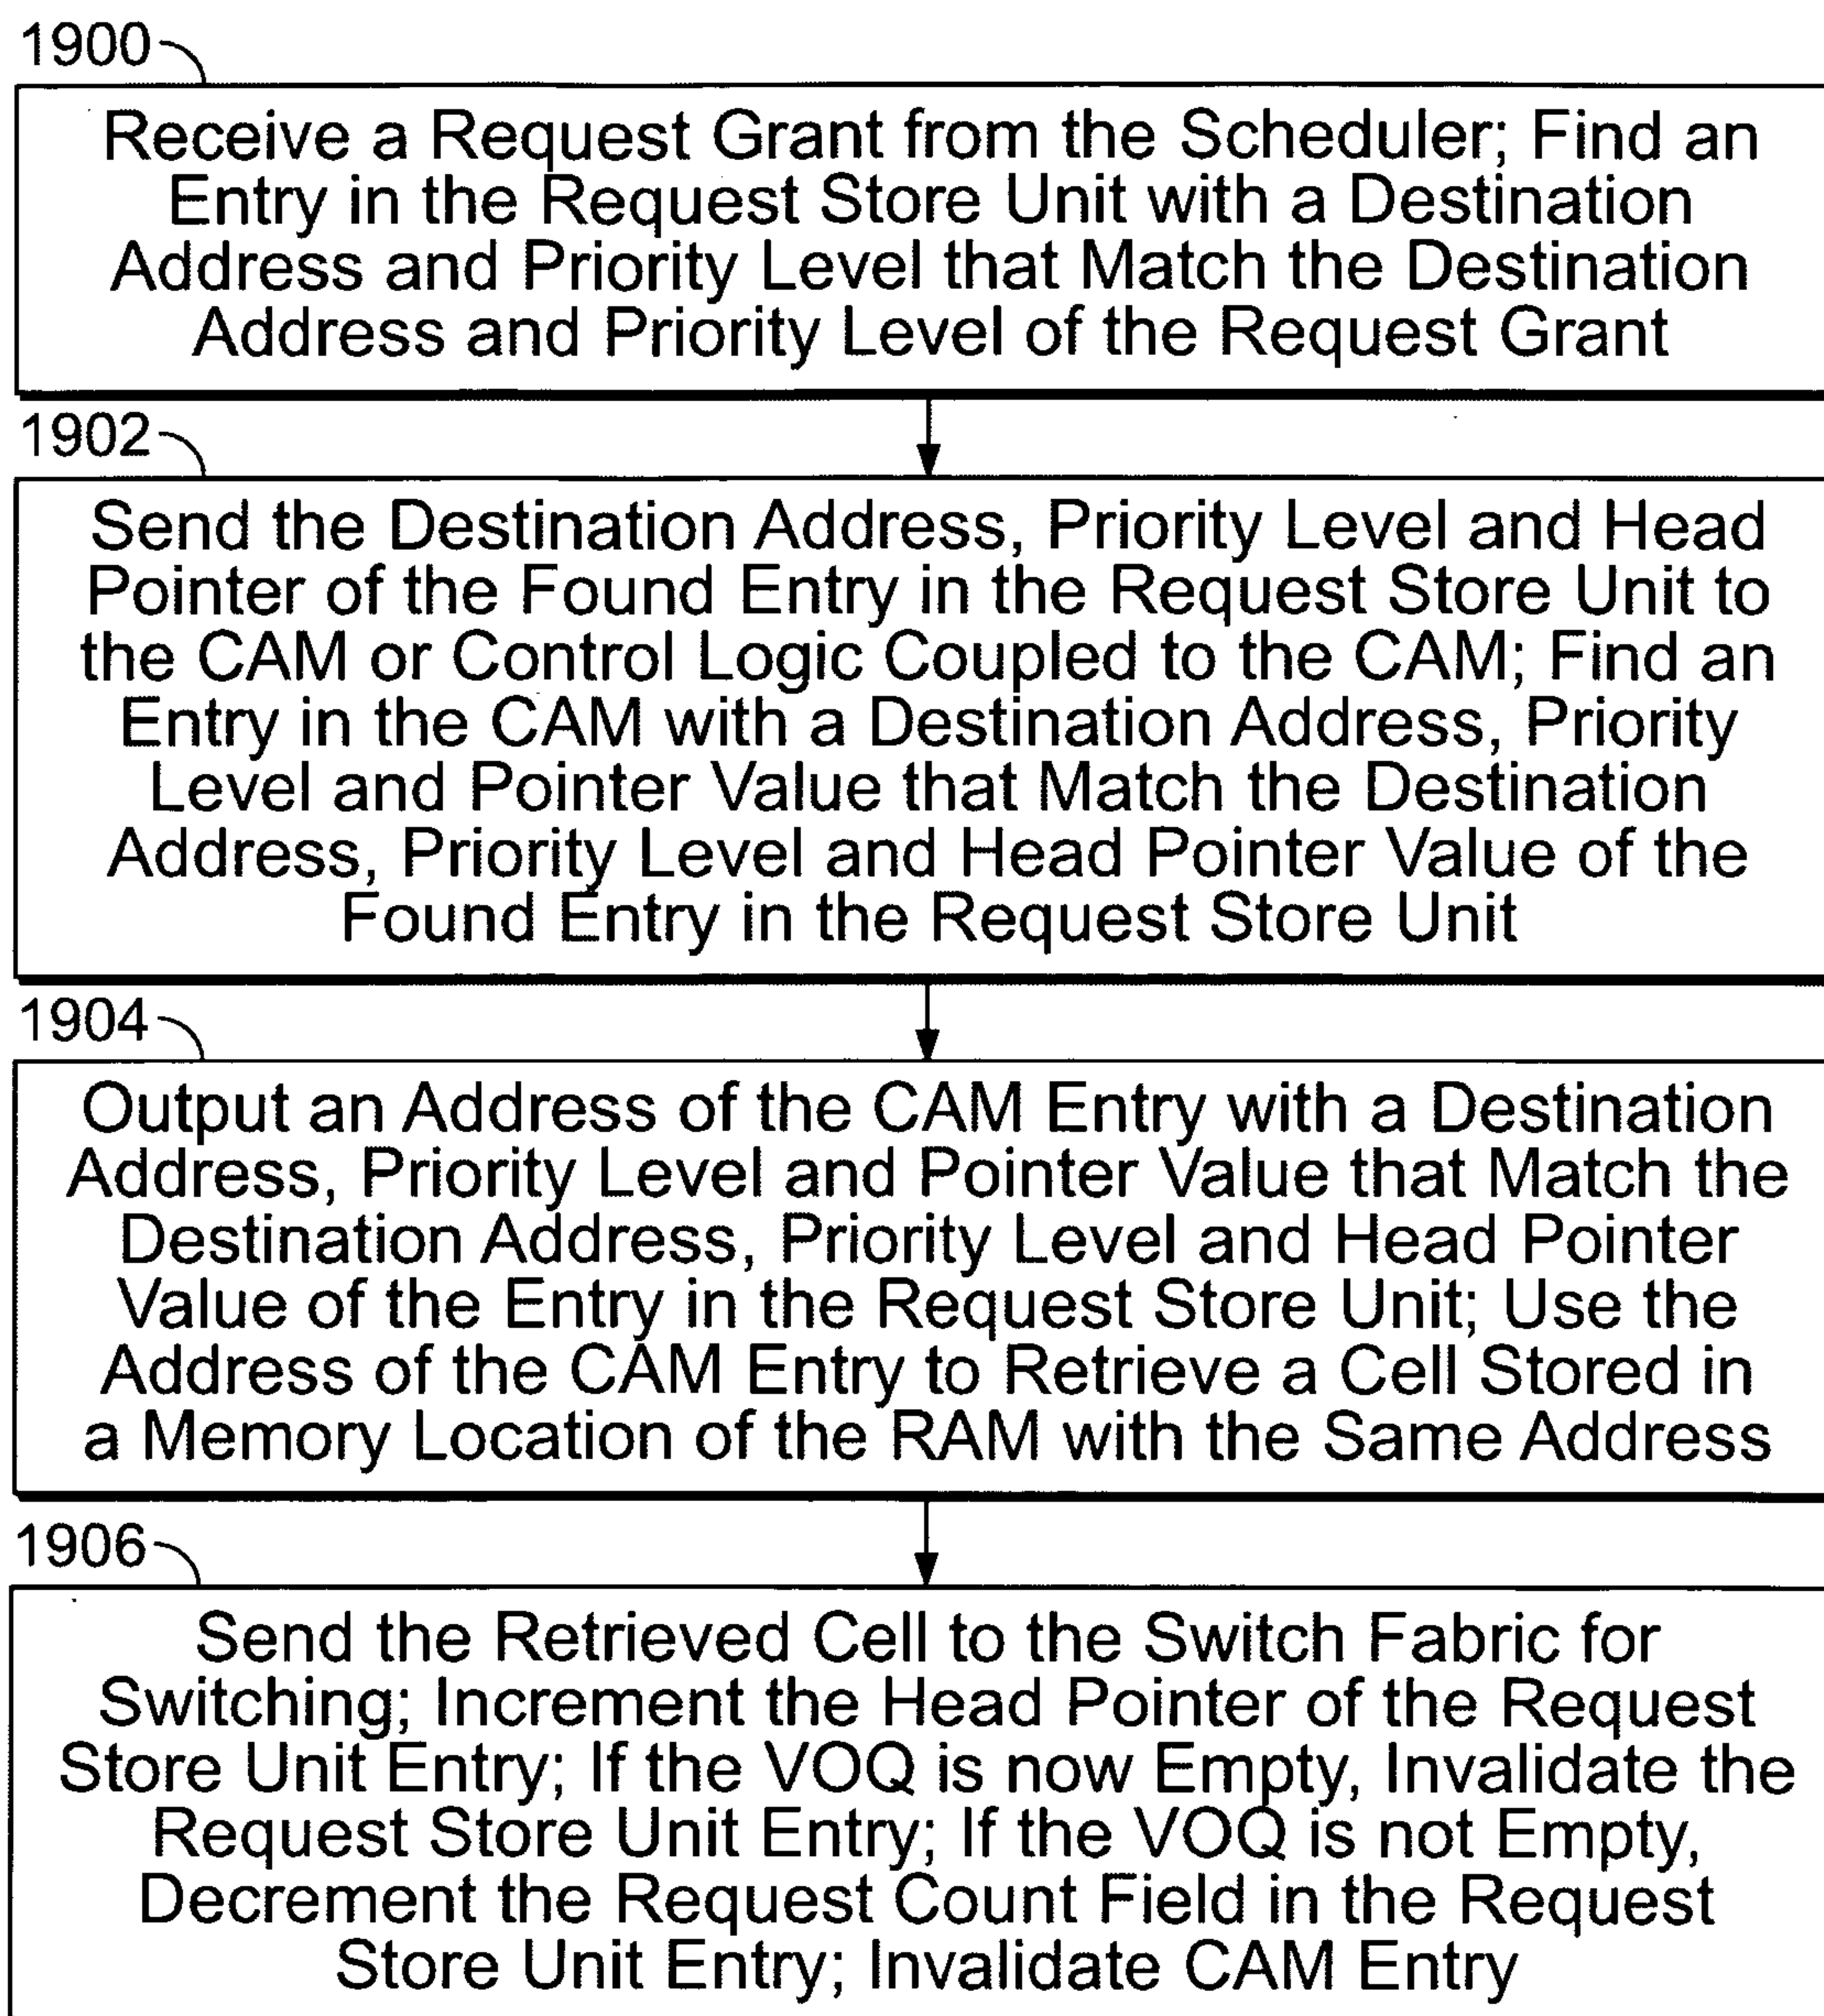 1900
Receive a Request Grant from the Scheduler; Find an
Entry in the Request Store Unit with a Destination
Address and Priority Level that Match the Destination
Address and Priority Level of the Request Grant
1902
Send the Destination Address, Priority Level and Head
Pointer of the Found Entry in the Request Store Unit to
the CAM or Control Logic Coupled to the CAM; Find an
Entry in the CAM with a Destination Address, Priority
Level and Pointer Value that Match the Destination
Address, Priority Level and Head Pointer Value of the
Found Entry in the Request Store Unit
1904
Output an Address of the CAM Entry with a Destination
Address, Priority Level and Pointer Value that Match the
Destination Address, Priority Level and Head Pointer
Value of the Entry in the Request Store Unit; Use the
Address of the CAM Entry to Retrieve a Cell Stored in
a Memory Location of the RAM with the Same Address
1906
Send the Retrieved Cell to the Switch Fabric for
Switching; Increment the Head Pointer of the Request
Store Unit Entry; If the VOQ is now Empty, Invalidate the
Request Store Unit Entry; If the VOQ is not Empty,
Decrement the Request Count Field in the Request
Store Unit Entry; Invalidate CAM Entry